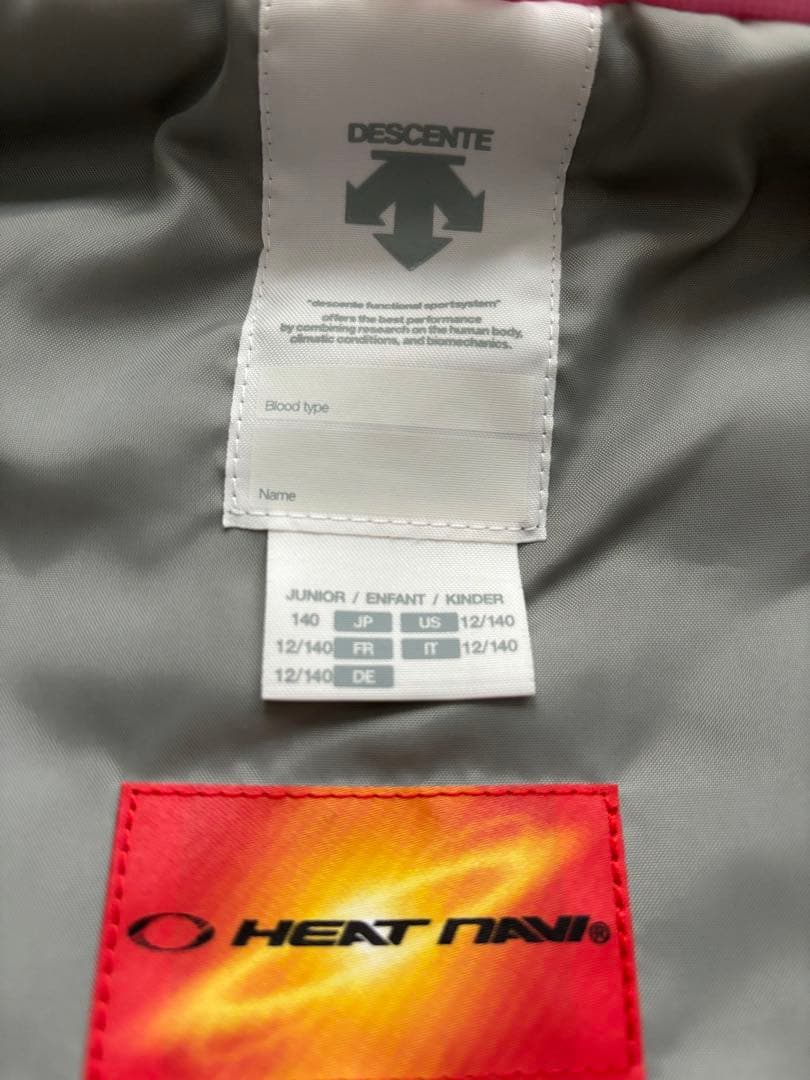 DESCENTE
"descente functional sportsystem"
offers the best performance
by combining research on the human body,
climatic conditions, and biomechanics.
Blood type
Name
JUNIOR / ENFANT / KINDER
140 JP US 12/140
12/140 FR IT 12/140
12/140 DE
HEAT NAVI®